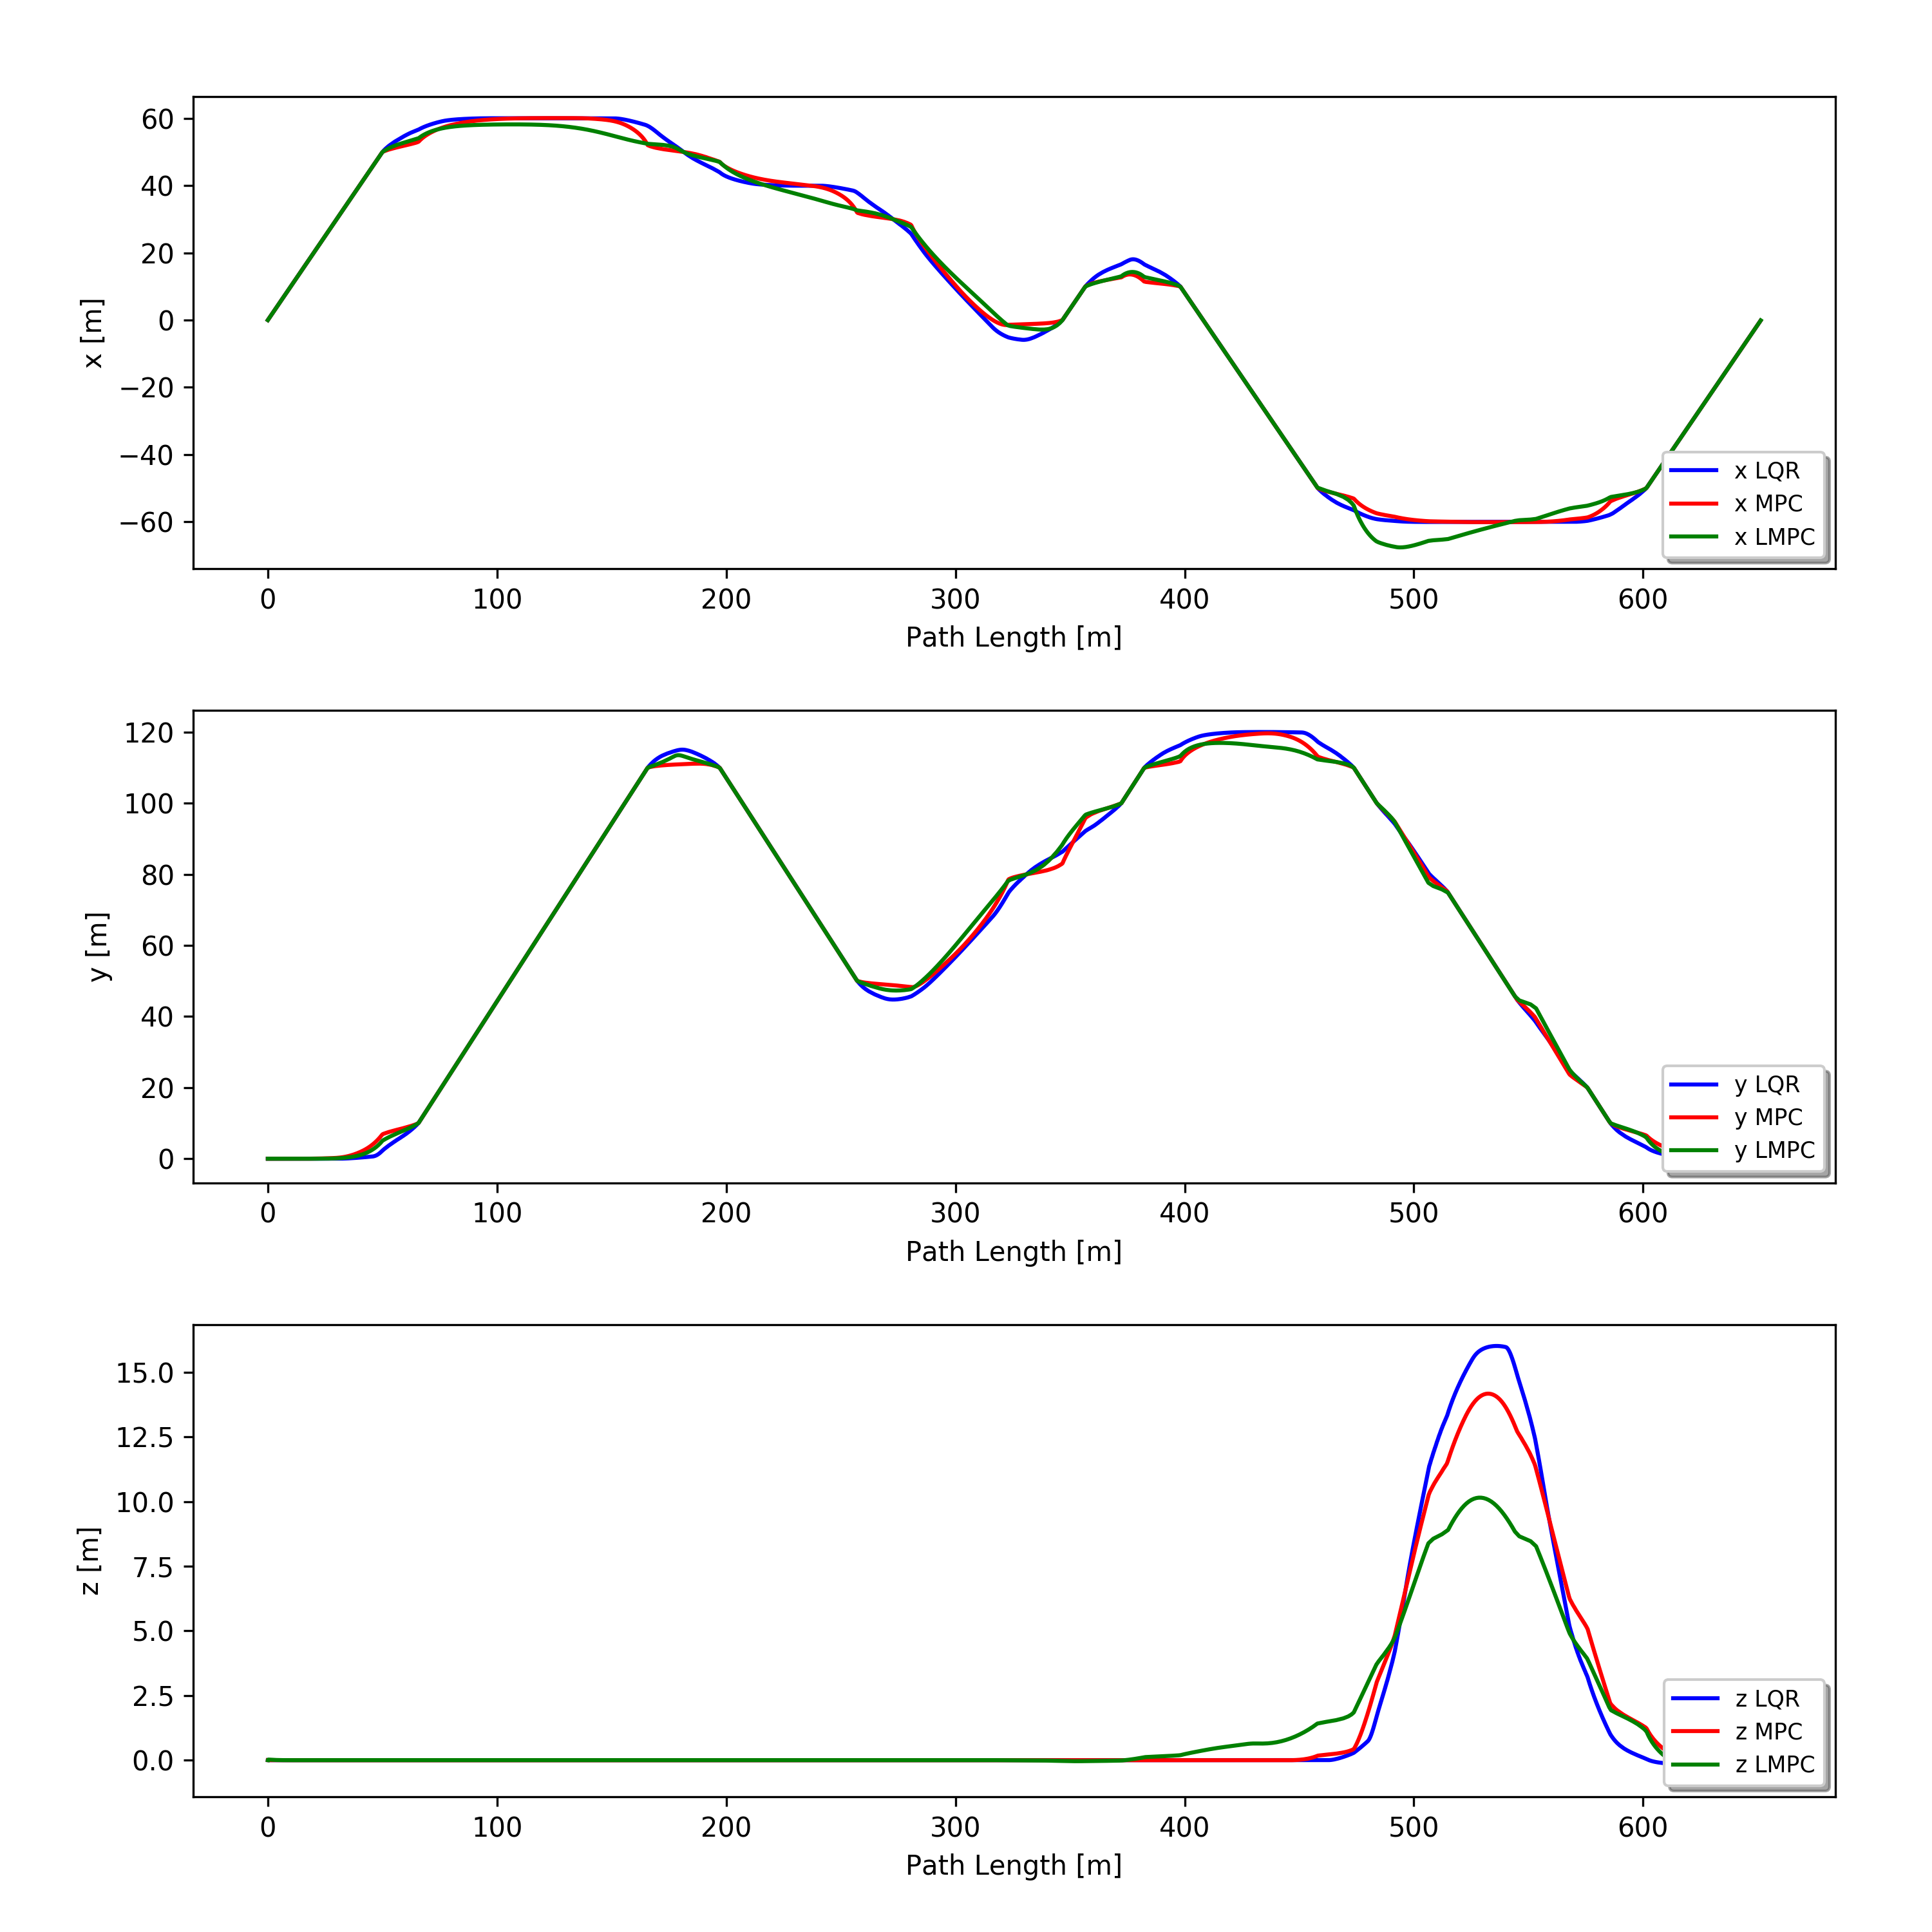 60
40
20
0
−20
−40
−60
x [m]
0 100 200 300 400 500 600
Path Length [m]
x LQR
x MPC
x LMPC
120
100
80
60
40
20
0
y [m]
0 100 200 300 400 500 600
Path Length [m]
y LQR
y MPC
y LMPC
15.0
12.5
10.0
7.5
5.0
2.5
0.0
z [m]
0 100 200 300 400 500 600
Path Length [m]
z LQR
z MPC
z LMPC